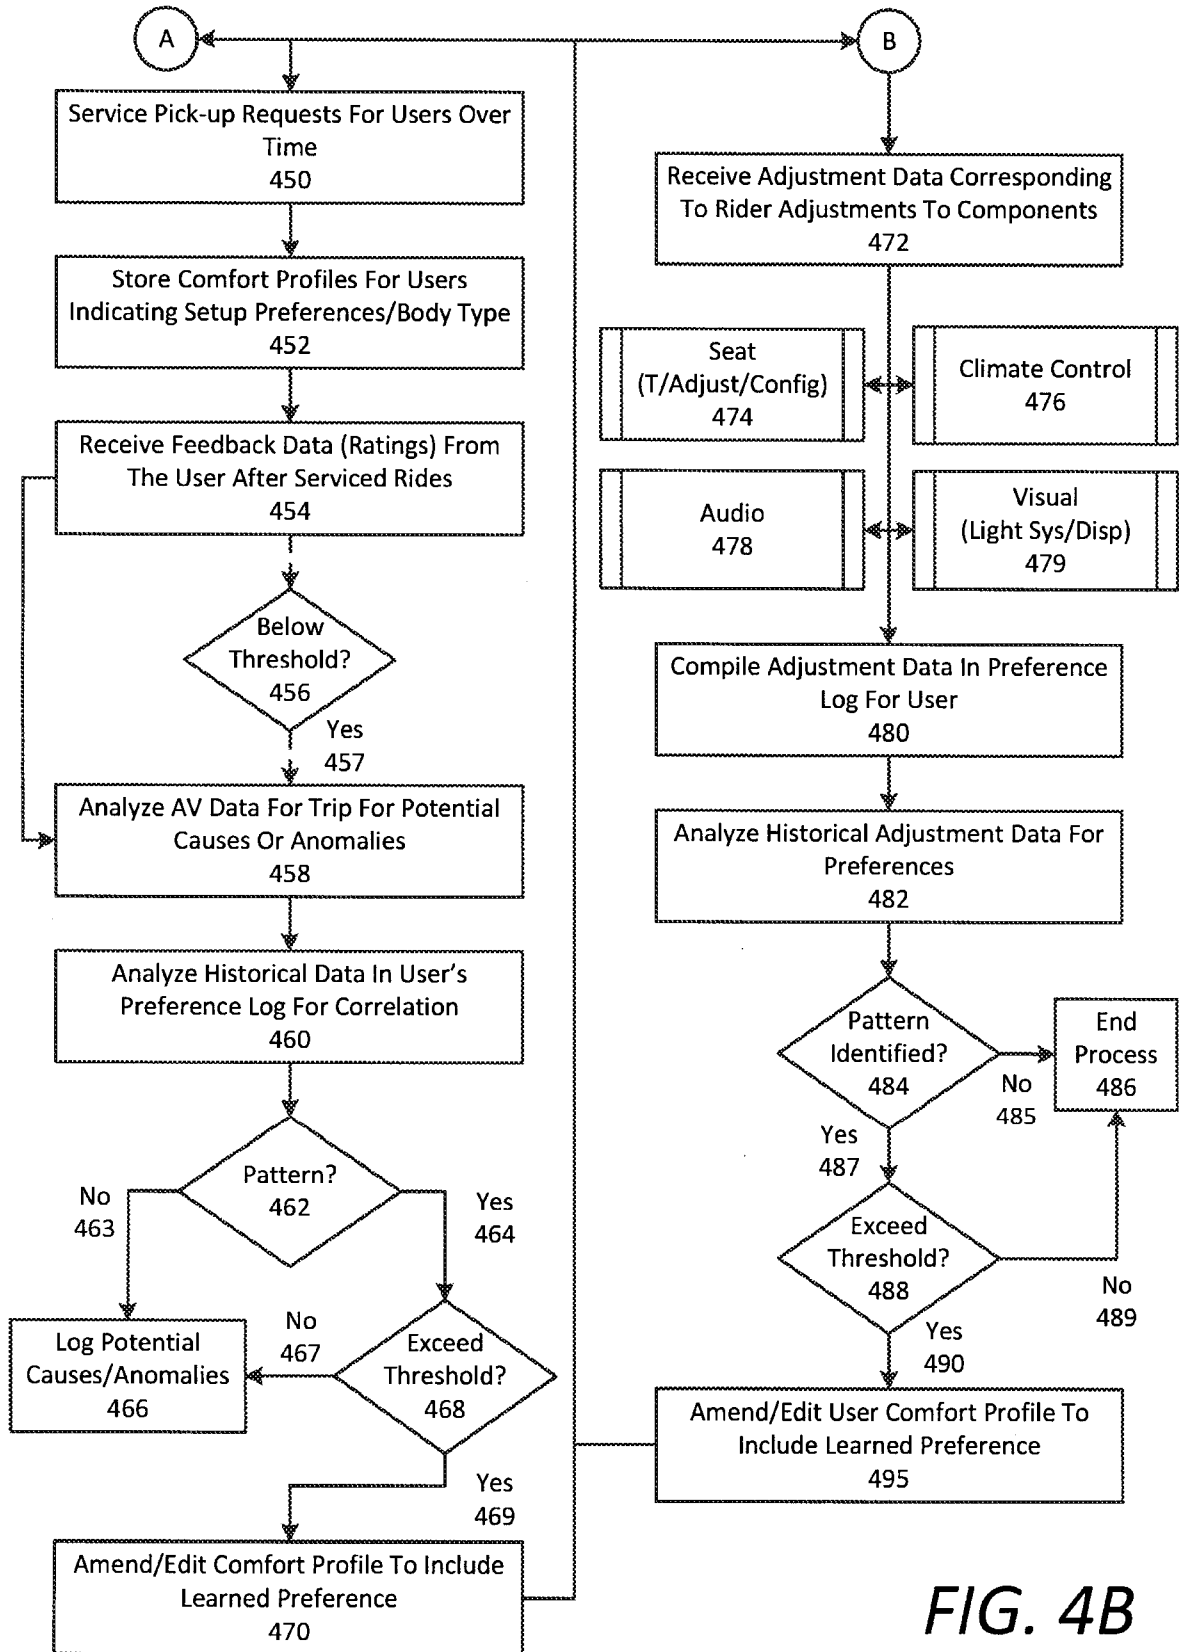 A
Service Pick-up Requests For Users Over
Time
450
Store Comfort Profiles For Users
Indicating Setup Preferences/Body Type
452
Receive Feedback Data (Ratings) From
The User After Serviced Rides
454
Below
Threshold?
456
Yes
457
Analyze AV Data For Trip For Potential
Causes Or Anomalies
458
Analyze Historical Data In User's
Preference Log For Correlation
460
Pattern?
462
No
463
Yes
464
Log Potential
Causes/Anomalies
466
No
467
Exceed
Threshold?
468
Yes
469
Amend/Edit Comfort Profile To Include
Learned Preference
470
B
Receive Adjustment Data Corresponding
To Rider Adjustments To Components
472
Seat
(T/Adjust/Config)
474
Climate Control
476
Audio
478
Visual
(Light Sys/Disp)
479
Compile Adjustment Data In Preference
Log For User
480
Analyze Historical Adjustment Data For
Preferences
482
Pattern
Identified?
484
No
485
End
Process
486
Yes
487
Exceed
Threshold?
488
No
489
Yes
490
Amend/Edit User Comfort Profile To
Include Learned Preference
495
FIG. 4B